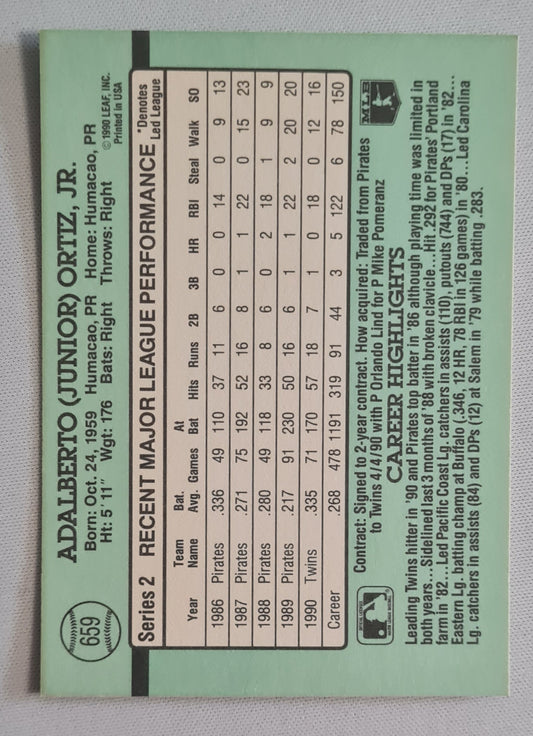 659
ADALBERTO (JUNIOR) ORTIZ, JR.
Born: Oct. 24, 1959 Humacao, PR Home: Humacao, PR
Ht: 5' 11" Wgt: 176 Bats: Right Throws: Right
© 1990 LEAF, INC.
Printed in USA
Series 2 RECENT MAJOR LEAGUE PERFORMANCE *Denotes Led League
Year Team Name Bat. Avg. Games At Bat Hits Runs 2B 3B HR RBI Steal Walk SO
1986 Pirates .336 49 110 37 11 6 0 0 14 0 9 13
1987 Pirates .271 75 192 52 16 8 1 1 22 0 15 23
1988 Pirates .280 49 118 33 8 6 0 2 18 1 9 9
1989 Pirates .217 91 230 50 16 6 1 1 22 2 20 20
1990 Twins .335 71 170 57 18 7 1 0 18 0 12 16
Career .268 478 1191 319 91 44 3 5 122 6 78 150
Contract: Signed to 2-year contract. How acquired: Traded from Pirates
to Twins 4/4/90 with P Orlando Lind for P Mike Pomeranz
MLB
CAREER HIGHLIGHTS
Leading Twins hitter in '90 and Pirates top batter in '86 although playing time was limited in
both years...Sidelined last 3 months of '88 with broken clavicle...Hit .292 for Pirates' Portland
farm in '82...Led Pacific Coast Lg. catchers in assists (110), putouts (744) and DPs (17) in '82...
Eastern Lg. batting champ at Buffalo (.346, 12 HR, 78 RBI in 126 games) in '80...Led Carolina
Lg. catchers in assists (84) and DPs (12) at Salem in '79 while batting .283.